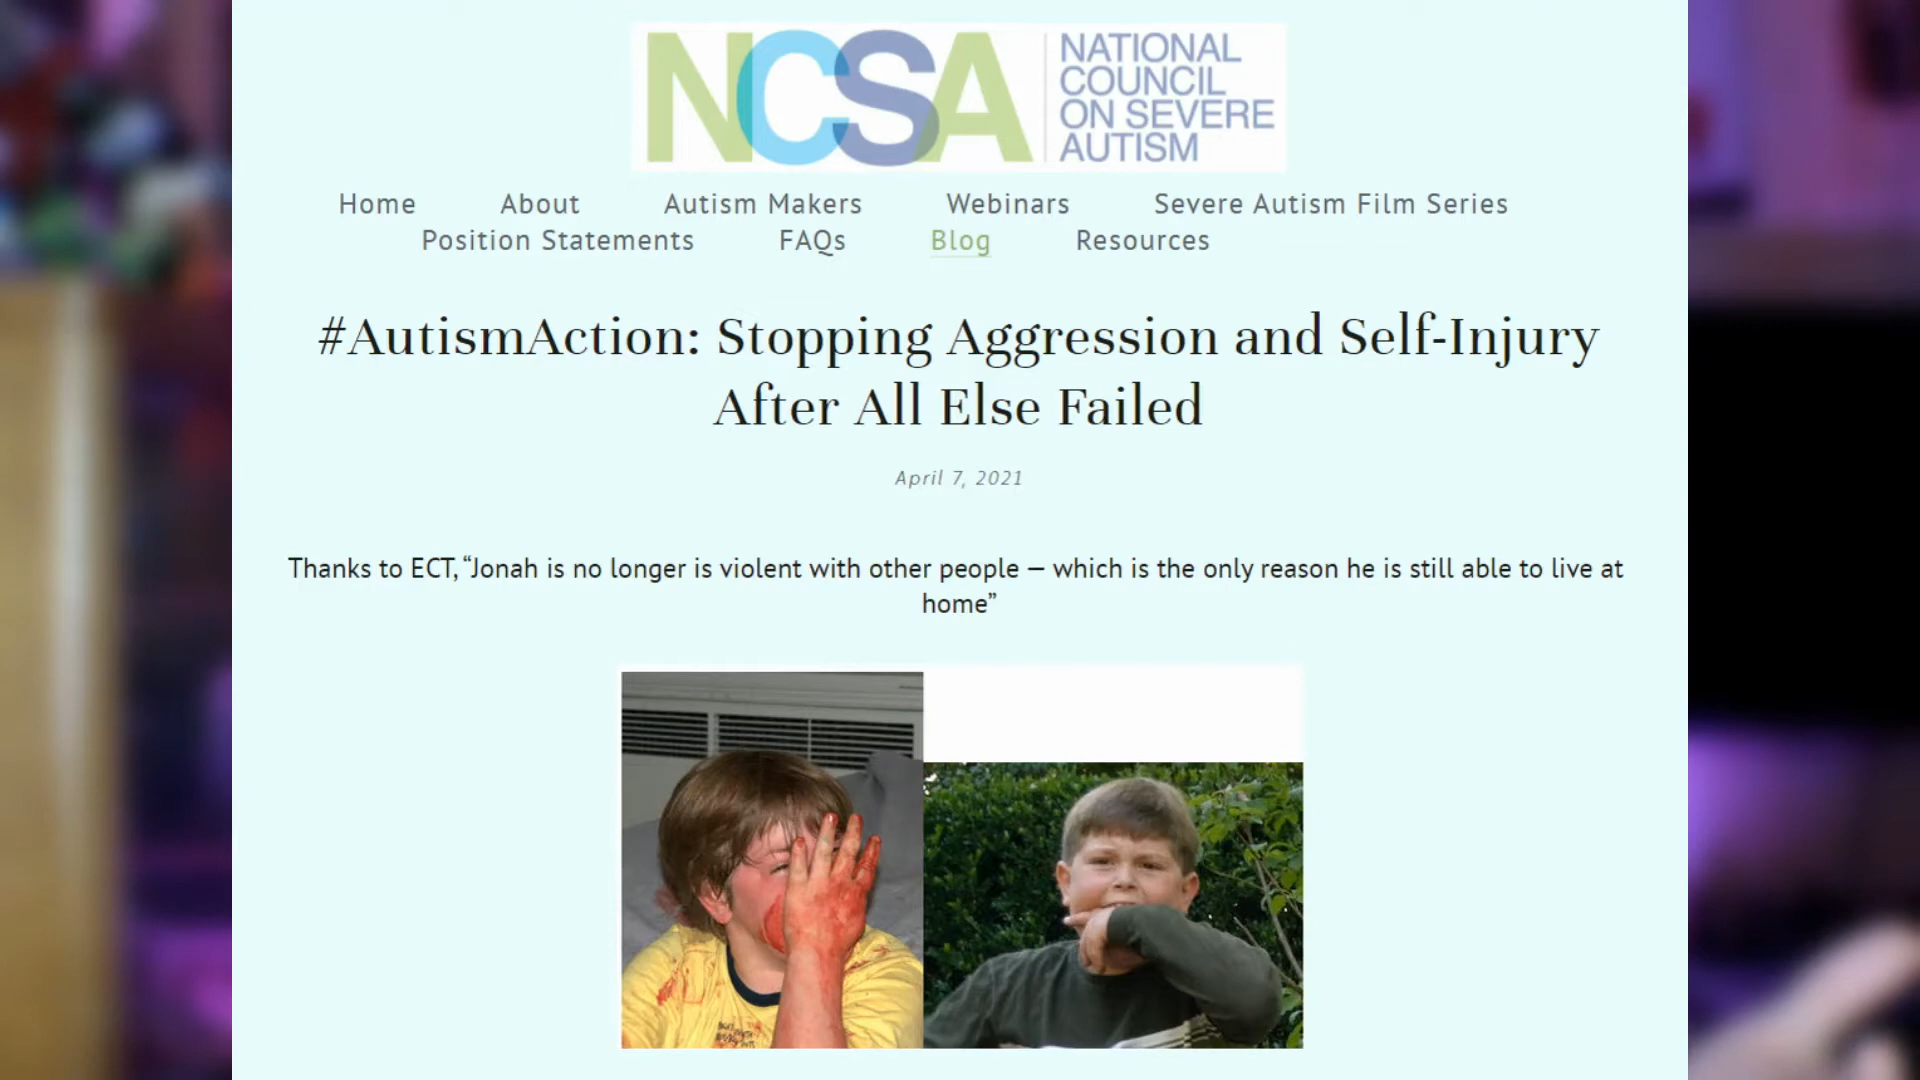 NCSA
NATIONAL
COUNCIL
ON SEVERE
AUTISM
Home About Autism Makers Webinars Severe Autism Film Series
Position Statements FAQs Blog Resources
#AutismAction: Stopping Aggression and Self-Injury
After All Else Failed
April 7, 2021
Thanks to ECT, “Jonah is no longer is violent with other people — which is the only reason he is still able to live at
home”